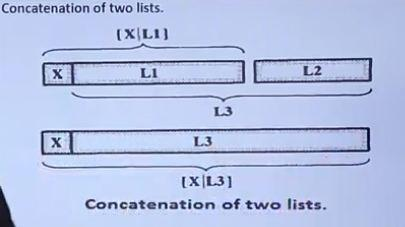 Concatenation of two lists.
[X|L1]
X L1 L2
L3
X L3
[X|L3]
Concatenation of two lists.